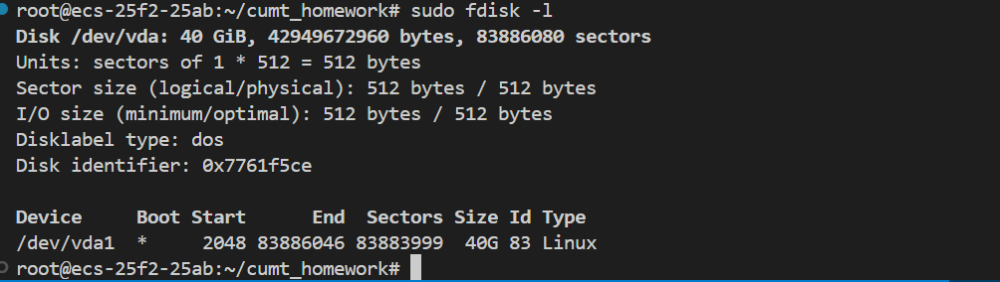 root@ecs-25f2-25ab:~/cumt_homework# sudo fdisk -l
Disk /dev/vda: 40 GiB, 42949672960 bytes, 83886080 sectors
Units: sectors of 1 * 512 = 512 bytes
Sector size (logical/physical): 512 bytes / 512 bytes
I/O size (minimum/optimal): 512 bytes / 512 bytes
Disklabel type: dos
Disk identifier: 0x7761f5ce

Device     Boot Start      End  Sectors Size Id Type
/dev/vda1  *     2048 83886046 83883999  40G 83 Linux
root@ecs-25f2-25ab:~/cumt_homework#